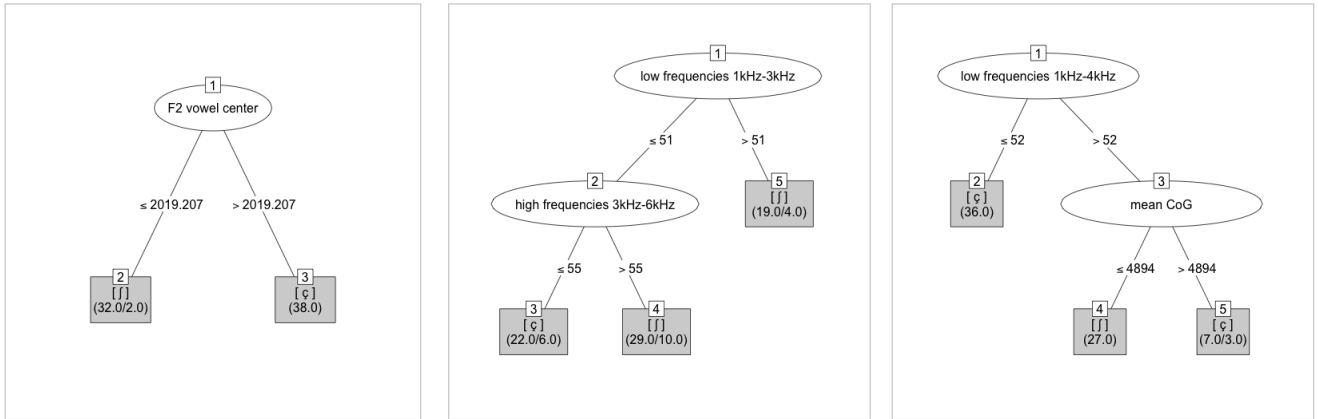 1
F2 vowel center
≤ 2019.207
> 2019.207
2
[ ʃ ]
(32.0/2.0)
3
[ ç ]
(38.0)
1
low frequencies 1kHz-3kHz
≤ 51
> 51
2
high frequencies 3kHz-6kHz
5
[ ʃ ]
(19.0/4.0)
≤ 55
> 55
3
[ ç ]
(22.0/6.0)
4
[ ʃ ]
(29.0/10.0)
1
low frequencies 1kHz-4kHz
≤ 52
> 52
2
[ ç ]
(36.0)
3
mean CoG
≤ 4894
> 4894
4
[ ʃ ]
(27.0)
5
[ ç ]
(7.0/3.0)